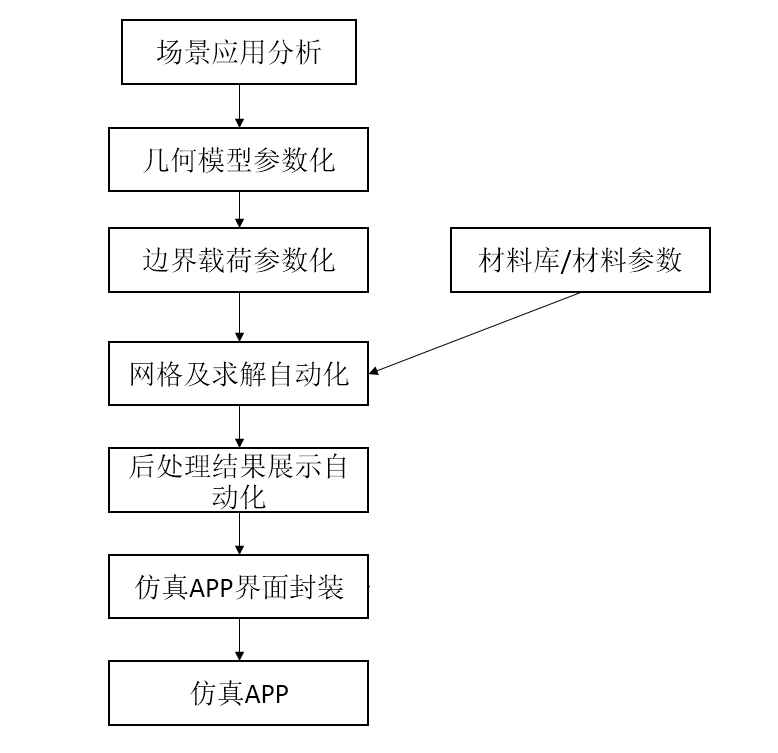 场景应用分析
几何模型参数化
边界载荷参数化
材料库/材料参数
网格及求解自动化
后处理结果展示自
动化
仿真APP界面封装
仿真APP